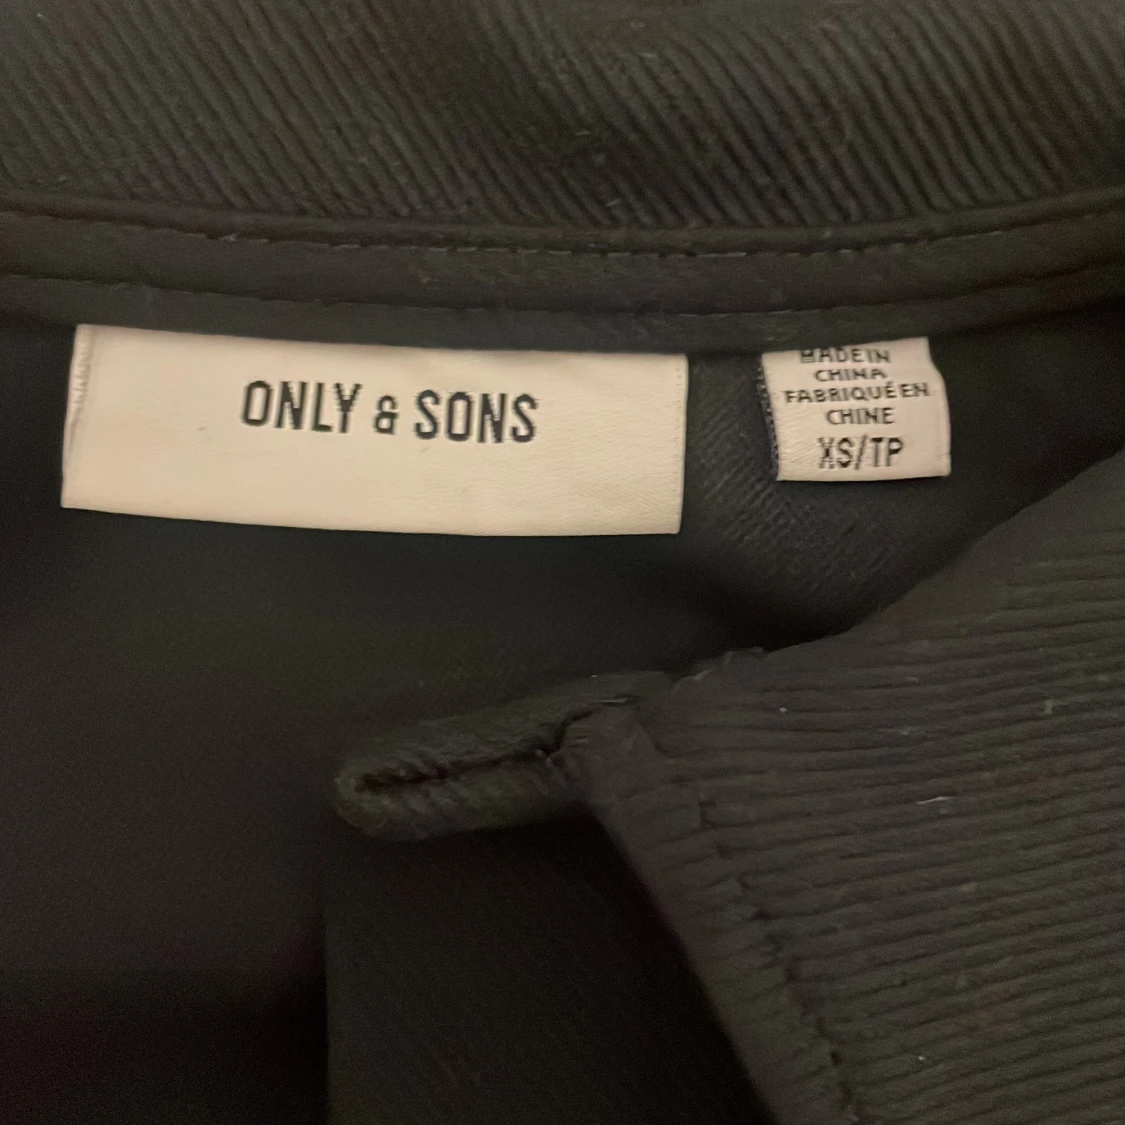 ONLY & SONS
MADE IN
CHINA
FABRIQUÉ EN
CHINE
XS/TP